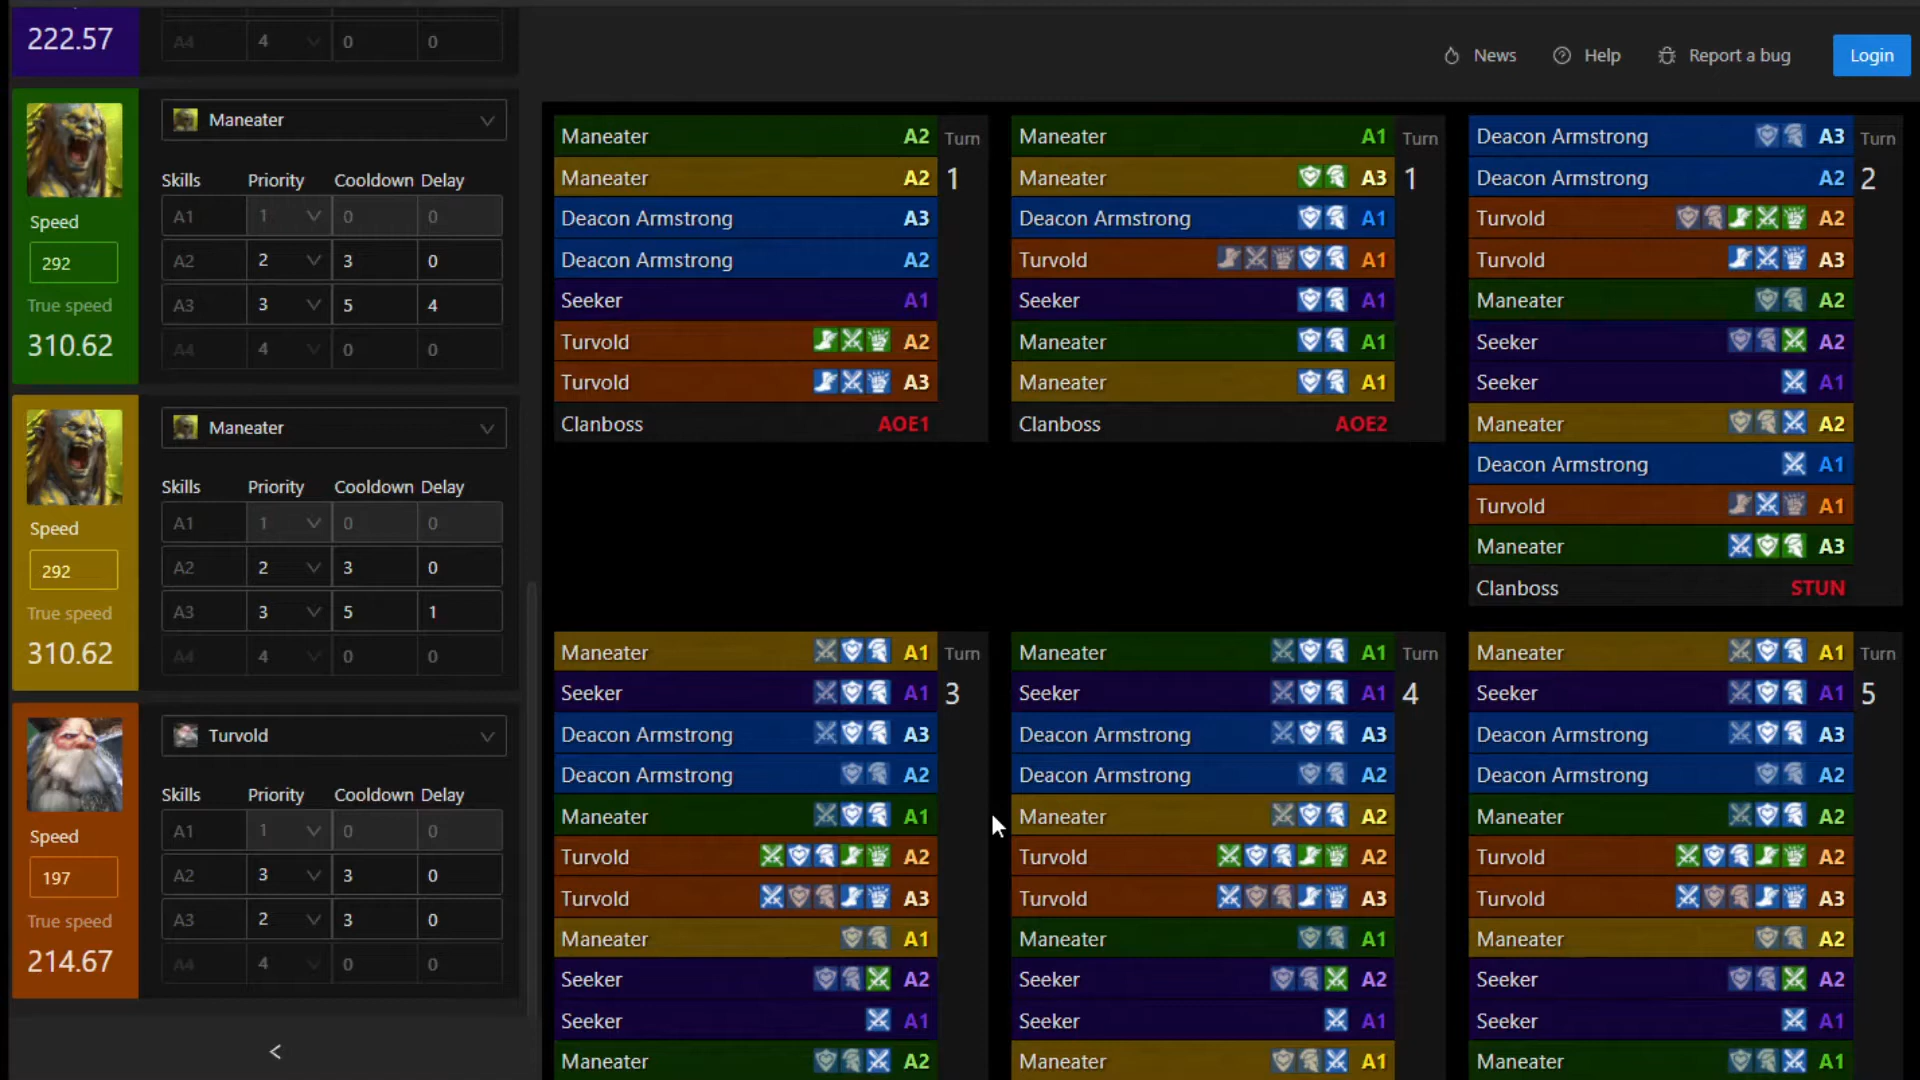 222.57
A4 4 0 0
News Help Report a bug Login
Maneater
Skills Priority Cooldown Delay
A1 1 0 0
Speed
292
A2 2 3 0
True speed
A3 3 5 4
310.62
A4 4 0 0
Maneater
Skills Priority Cooldown Delay
A1 1 0 0
Speed
292
A2 2 3 0
True speed
A3 3 5 1
310.62
A4 4 0 0
Turvold
Skills Priority Cooldown Delay
A1 1 0 0
Speed
197
A2 3 3 0
True speed
A3 2 3 0
214.67
A4 4 0 0
<
Maneater A2 Turn
Maneater A2 1
Deacon Armstrong A3
Deacon Armstrong A2
Seeker A1
Turvold A2
Turvold A3
Clanboss AOE1
Maneater A1 Turn
Maneater A3 1
Deacon Armstrong A1
Turvold A1
Seeker A1
Maneater A1
Maneater A1
Clanboss AOE2
Deacon Armstrong A3 Turn
Deacon Armstrong A2 2
Turvold A2
Turvold A3
Maneater A2
Seeker A2
Seeker A1
Maneater A2
Deacon Armstrong A1
Turvold A1
Maneater A3
Clanboss STUN
Maneater A1 Turn
Seeker A1 3
Deacon Armstrong A3
Deacon Armstrong A2
Maneater A1
Turvold A2
Turvold A3
Maneater A1
Seeker A2
Seeker A1
Maneater A2
Maneater A1 Turn
Seeker A1 4
Deacon Armstrong A3
Deacon Armstrong A2
Maneater A2
Turvold A2
Turvold A3
Maneater A1
Seeker A2
Seeker A1
Maneater A1
Maneater A1 Turn
Seeker A1 5
Deacon Armstrong A3
Deacon Armstrong A2
Maneater A2
Turvold A2
Turvold A3
Maneater A2
Seeker A2
Seeker A1
Maneater A1